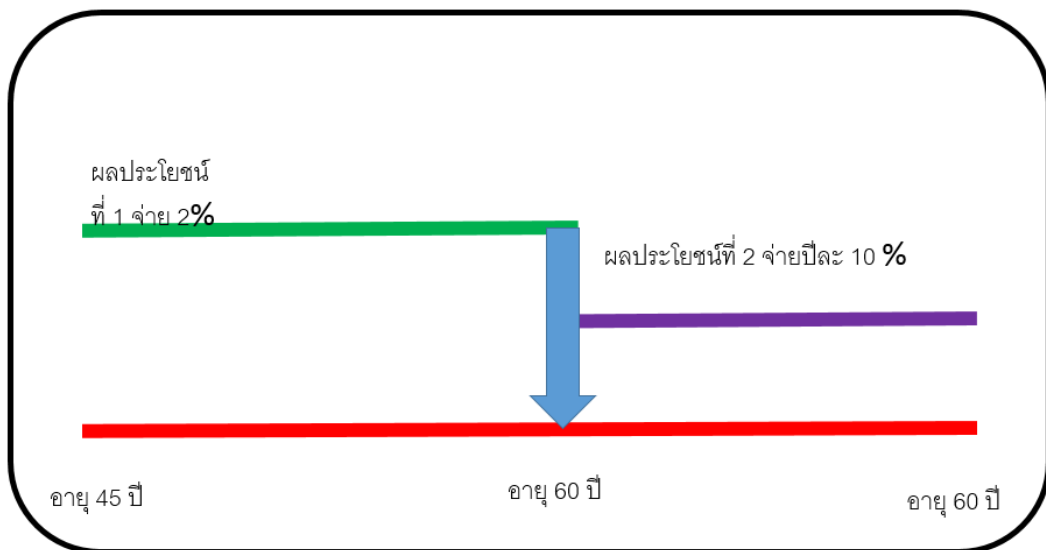 ผลประโยชน์
ที่ 1 จ่าย 2%
ผลประโยชน์ที่ 2 จ่ายปีละ 10 %
อายุ 45 ปี
อายุ 60 ปี
อายุ 60 ปี